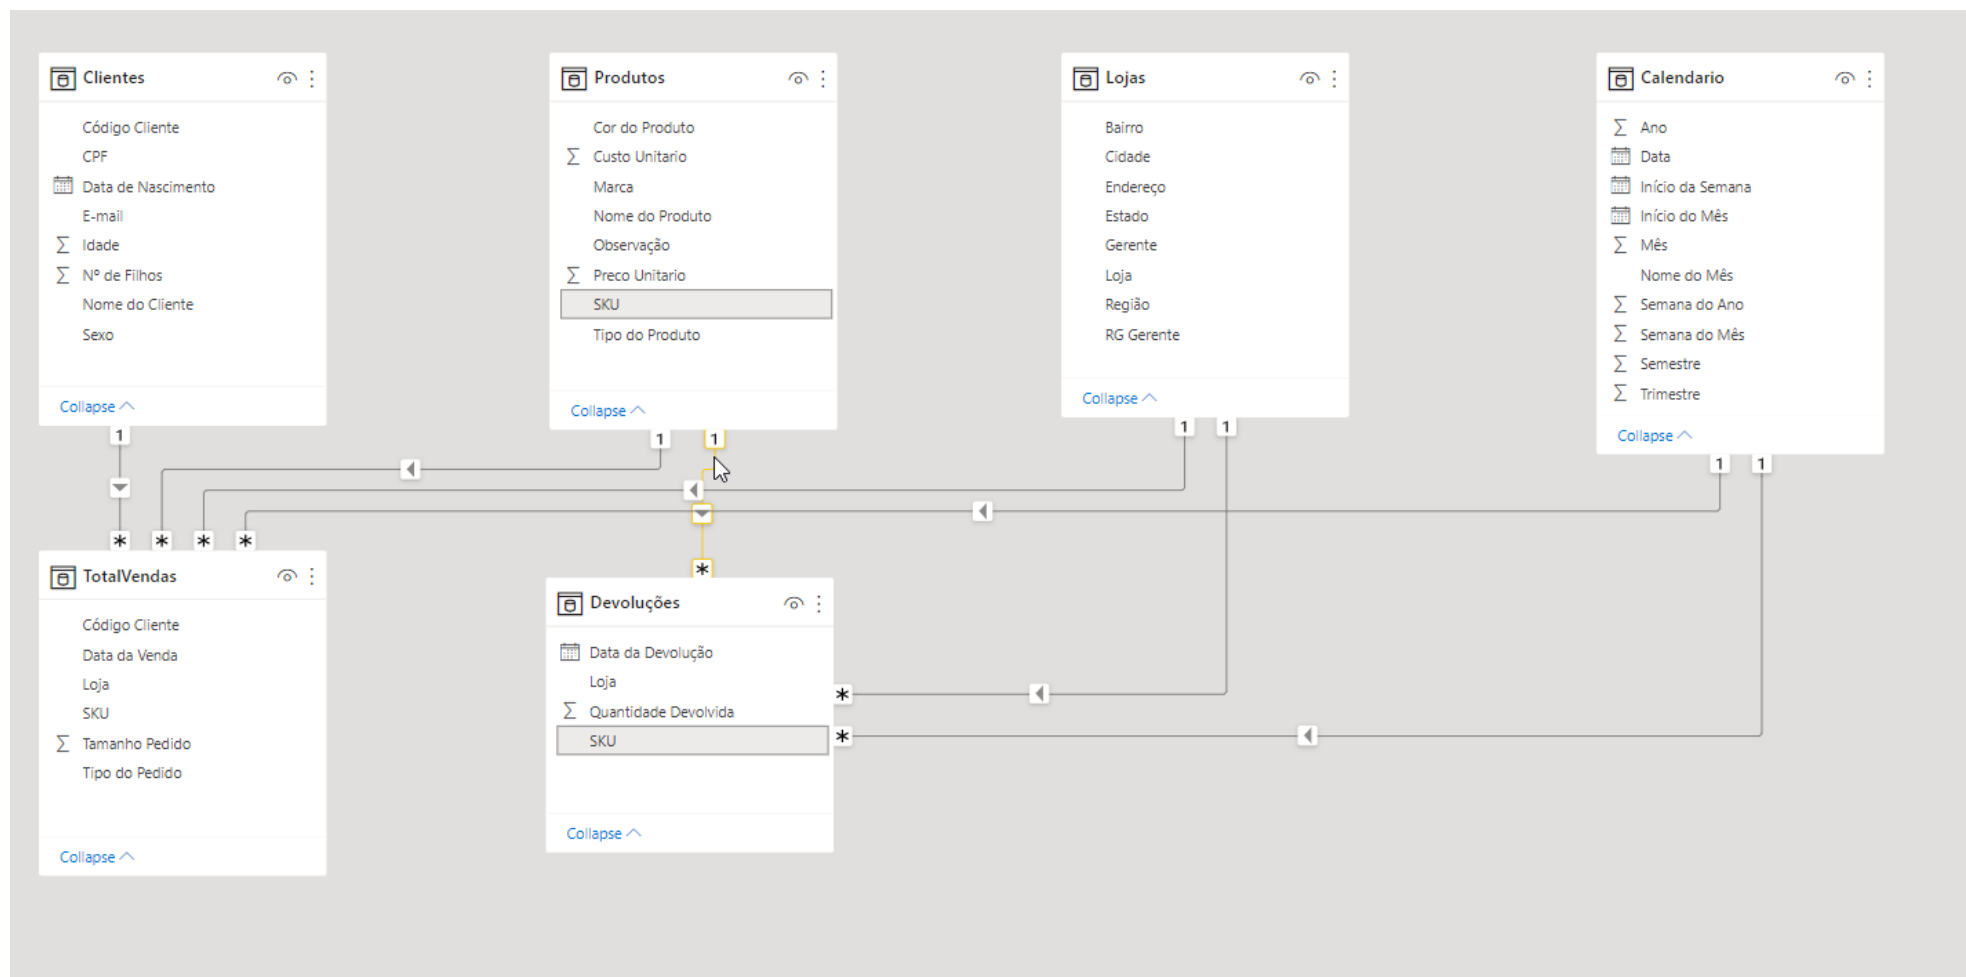 Clientes
Código Cliente
CPF
Data de Nascimento
E-mail
Idade
Nº de Filhos
Nome do Cliente
Sexo
Collapse
Produtos
Cor do Produto
Custo Unitario
Marca
Nome do Produto
Observação
Preco Unitario
SKU
Tipo do Produto
Collapse
Lojas
Bairro
Cidade
Endereço
Estado
Gerente
Loja
Região
RG Gerente
Collapse
Calendario
Ano
Data
Início da Semana
Início do Mês
Mês
Nome do Mês
Semana do Ano
Semana do Mês
Semestre
Trimestre
Collapse
1
1
1
1
1
1
1
*
*
*
*
*
TotalVendas
Código Cliente
Data da Venda
Loja
SKU
Tamanho Pedido
Tipo do Pedido
Collapse
Devoluções
Data da Devolução
Loja
Quantidade Devolvida
SKU
Collapse
*
*